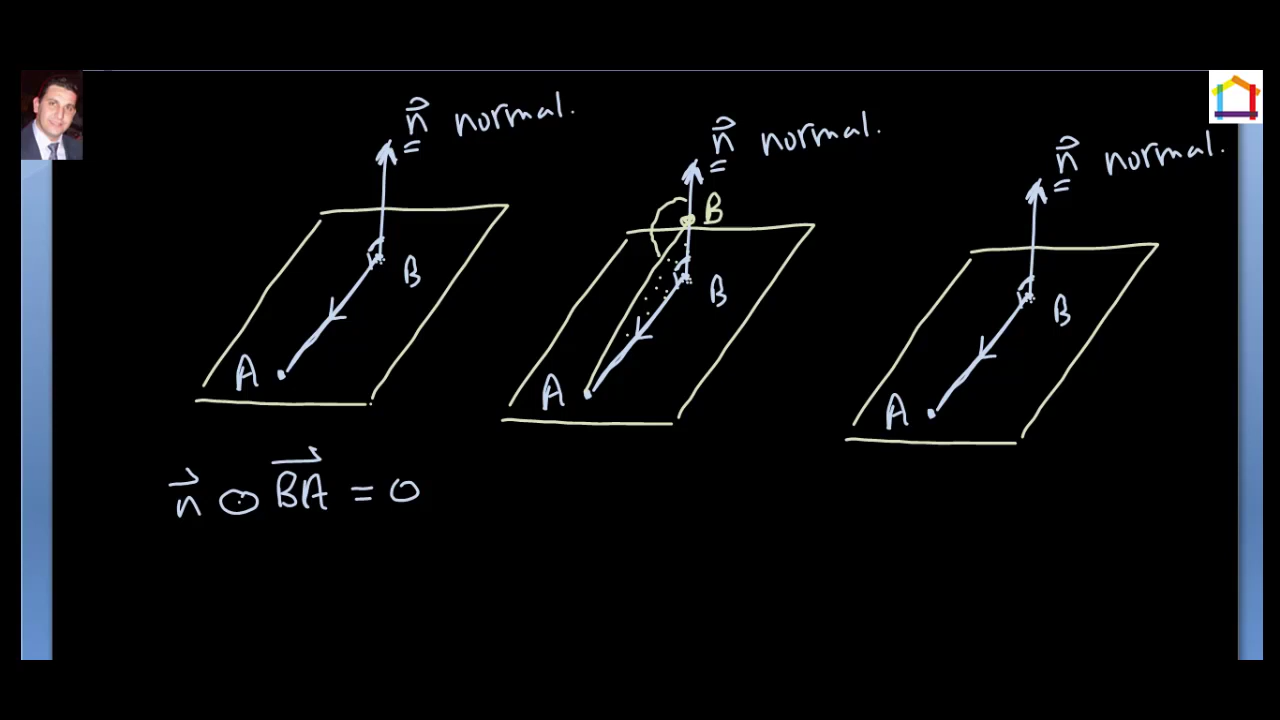 n⃗ normal.
n⃗ normal.
n⃗ normal.
B
B
B
B
A
A
A
n⃗ ⊙ BA⃗ = 0